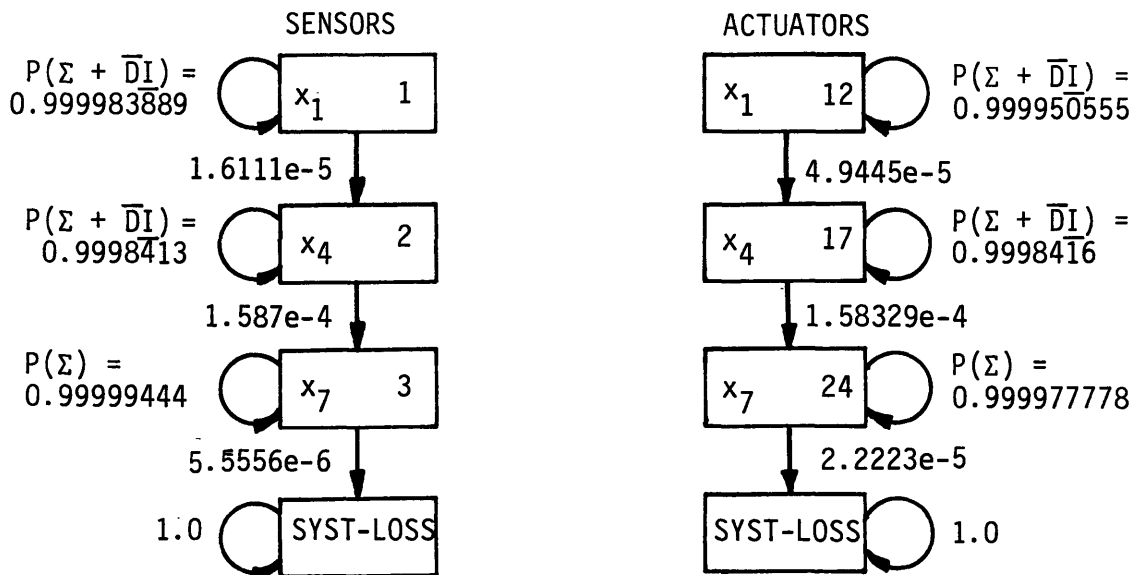 SENSORS
P(Σ + D̅I) =
0.999983889
x₁ 1
1.6111e-5
P(Σ + D̅I) =
0.9998413
x₄ 2
1.587e-4
P(Σ) =
0.99999444
x₇ 3
5.5556e-6
1.0
SYST-LOSS
ACTUATORS
x₁ 12
P(Σ + D̅I) =
0.999950555
4.9445e-5
x₄ 17
P(Σ + D̅I) =
0.9998416
1.58329e-4
x₇ 24
P(Σ) =
0.999977778
2.2223e-5
SYST-LOSS
1.0